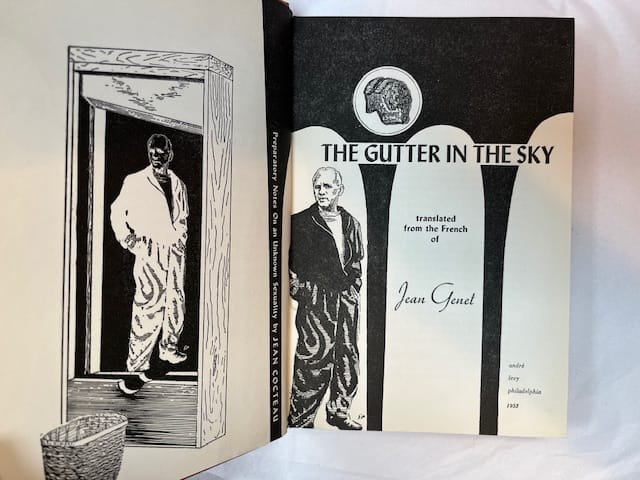 Preparatory Notes On an Unknown Sexuality by JEAN COCTEAU
THE GUTTER IN THE SKY
translated
from the French
of
Jean Genet
andré
levy
philadelphia
1955